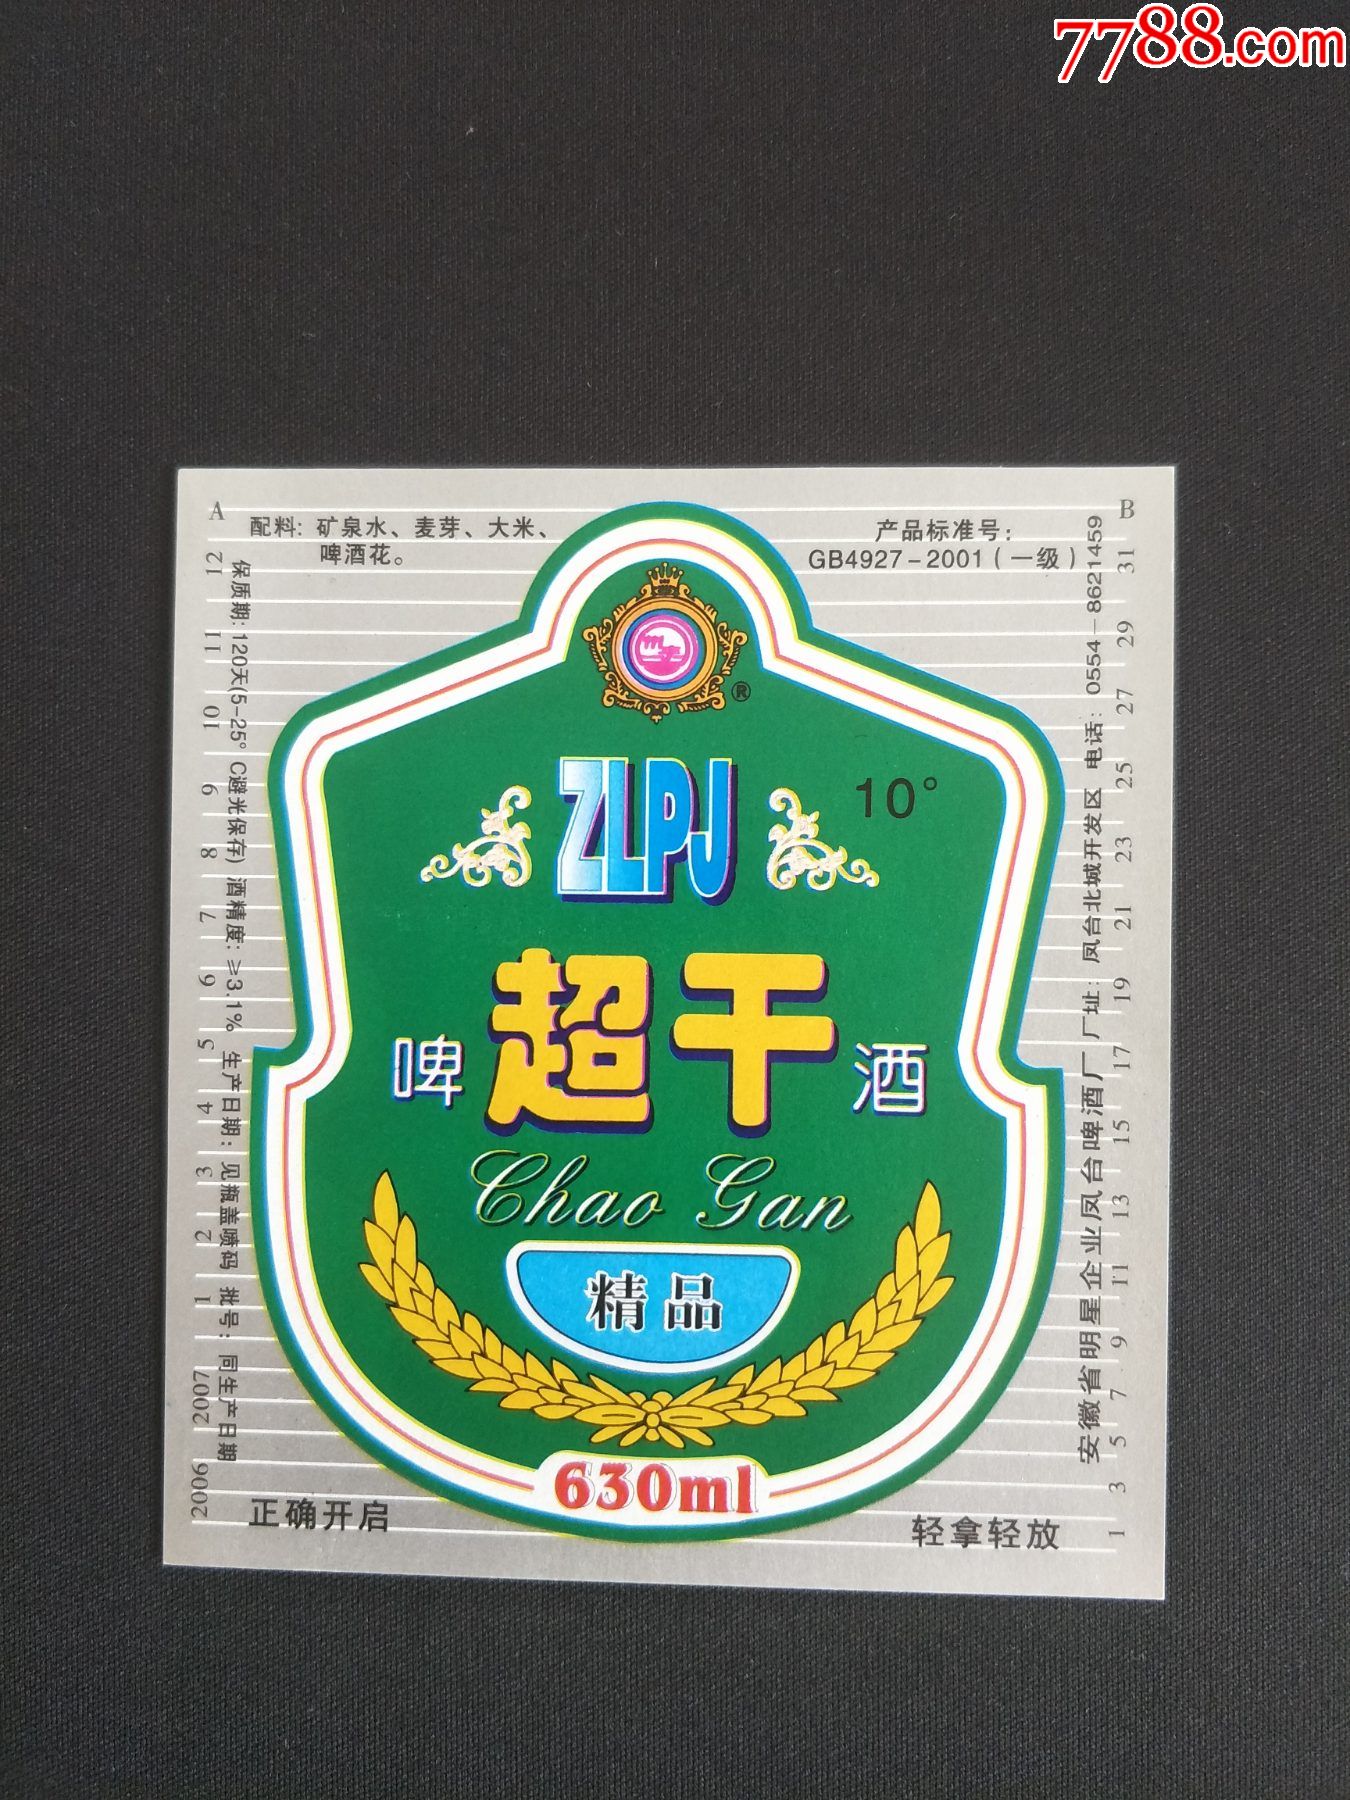 7788.com
A
B
配料: 矿泉水、麦芽、大米、
啤酒花。
产品标准号:
GB4927-2001(一级)
®
ZLPJ
10°
啤 超干 酒
Chao Gan
精品
630ml
正确开启
轻拿轻放
保质期: 120天(5-25°C避光保存) 酒精度: ≥3.1% 生产日期: 见瓶盖喷码 批号: 同生产日期
2006 2007 1 2 3 4 5 6 7 8 9 10 11 12
安徽省明星企业凤台啤酒厂 厂址: 凤台北城开发区 电话: 0554-8621459
1 3 5 7 9 11 13 15 17 19 21 23 25 27 29 31